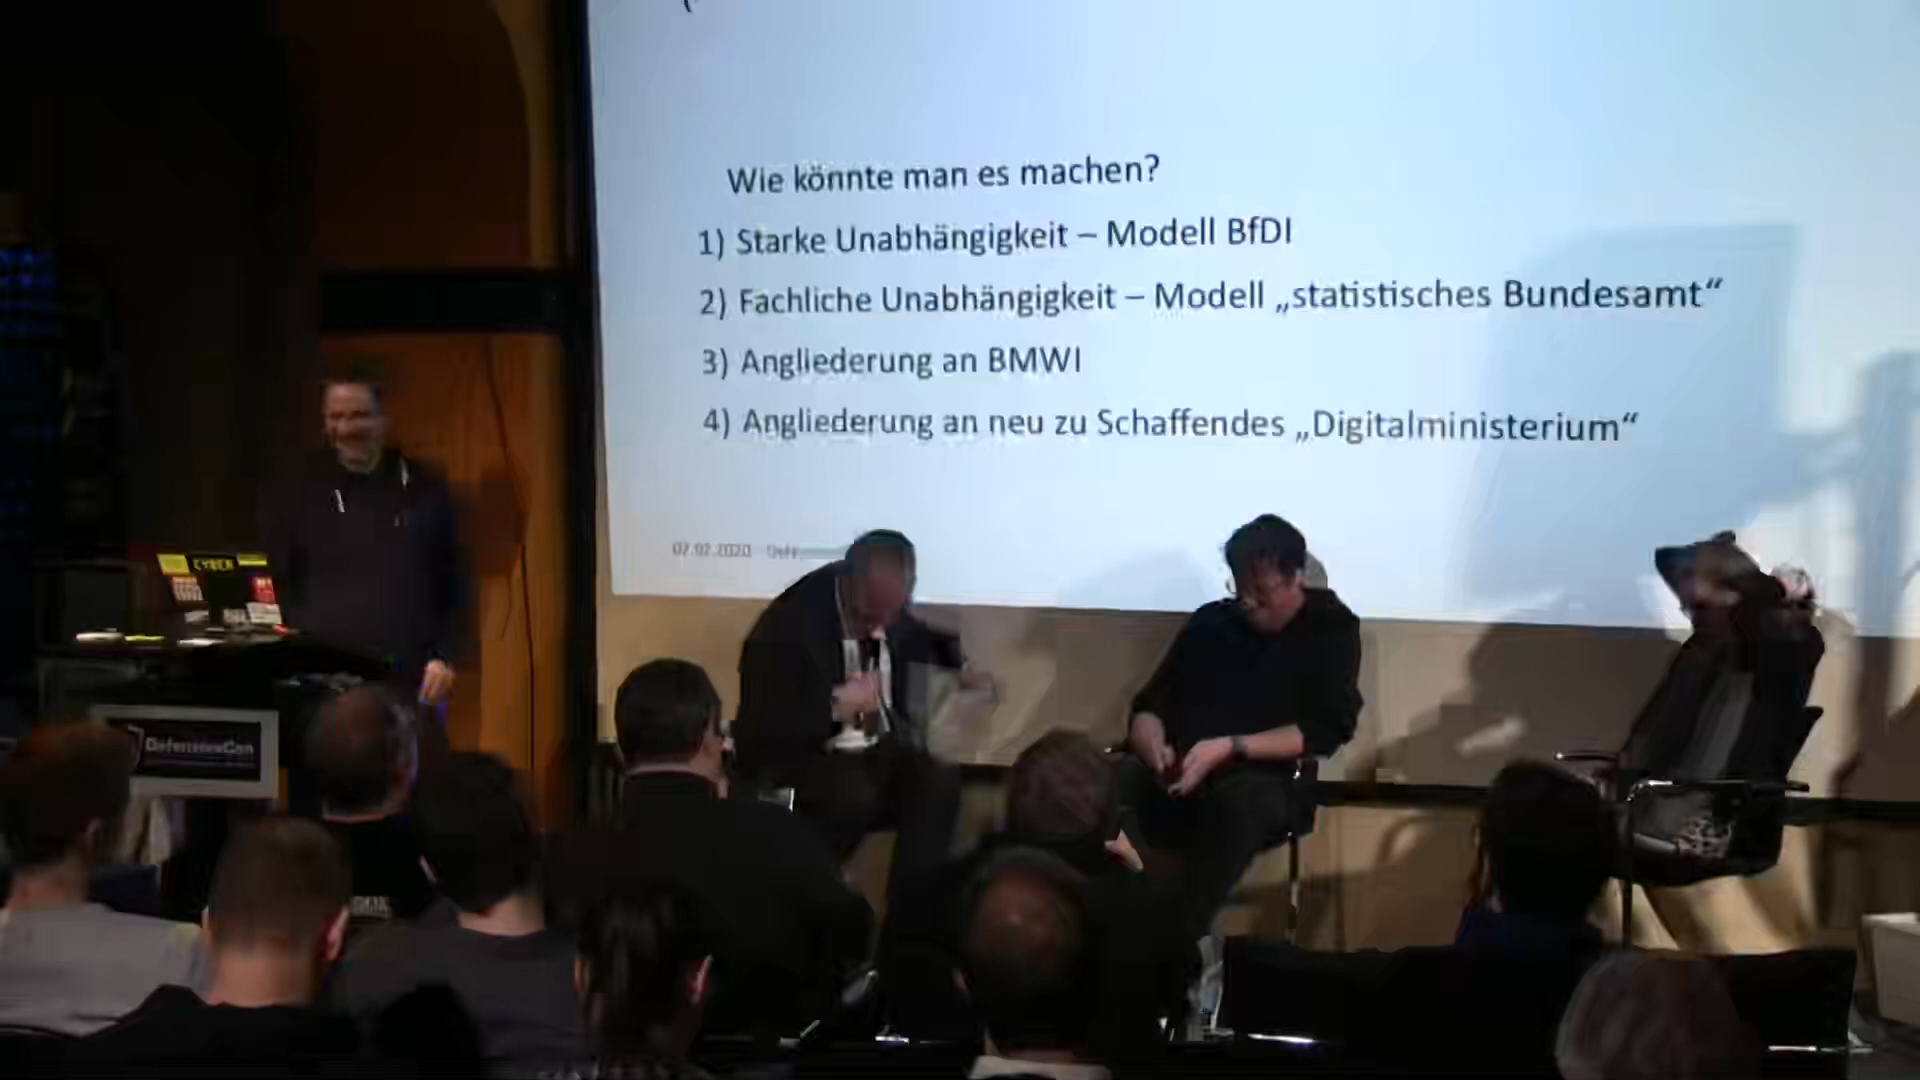 Wie könnte man es machen?
1) Starke Unabhängigkeit – Modell BfDI
2) Fachliche Unabhängigkeit – Modell „statistisches Bundesamt“
3) Angliederung an BMWI
4) Angliederung an neu zu Schaffendes „Digitalministerium“
07.02.2020
CYBER
DefensiveCon